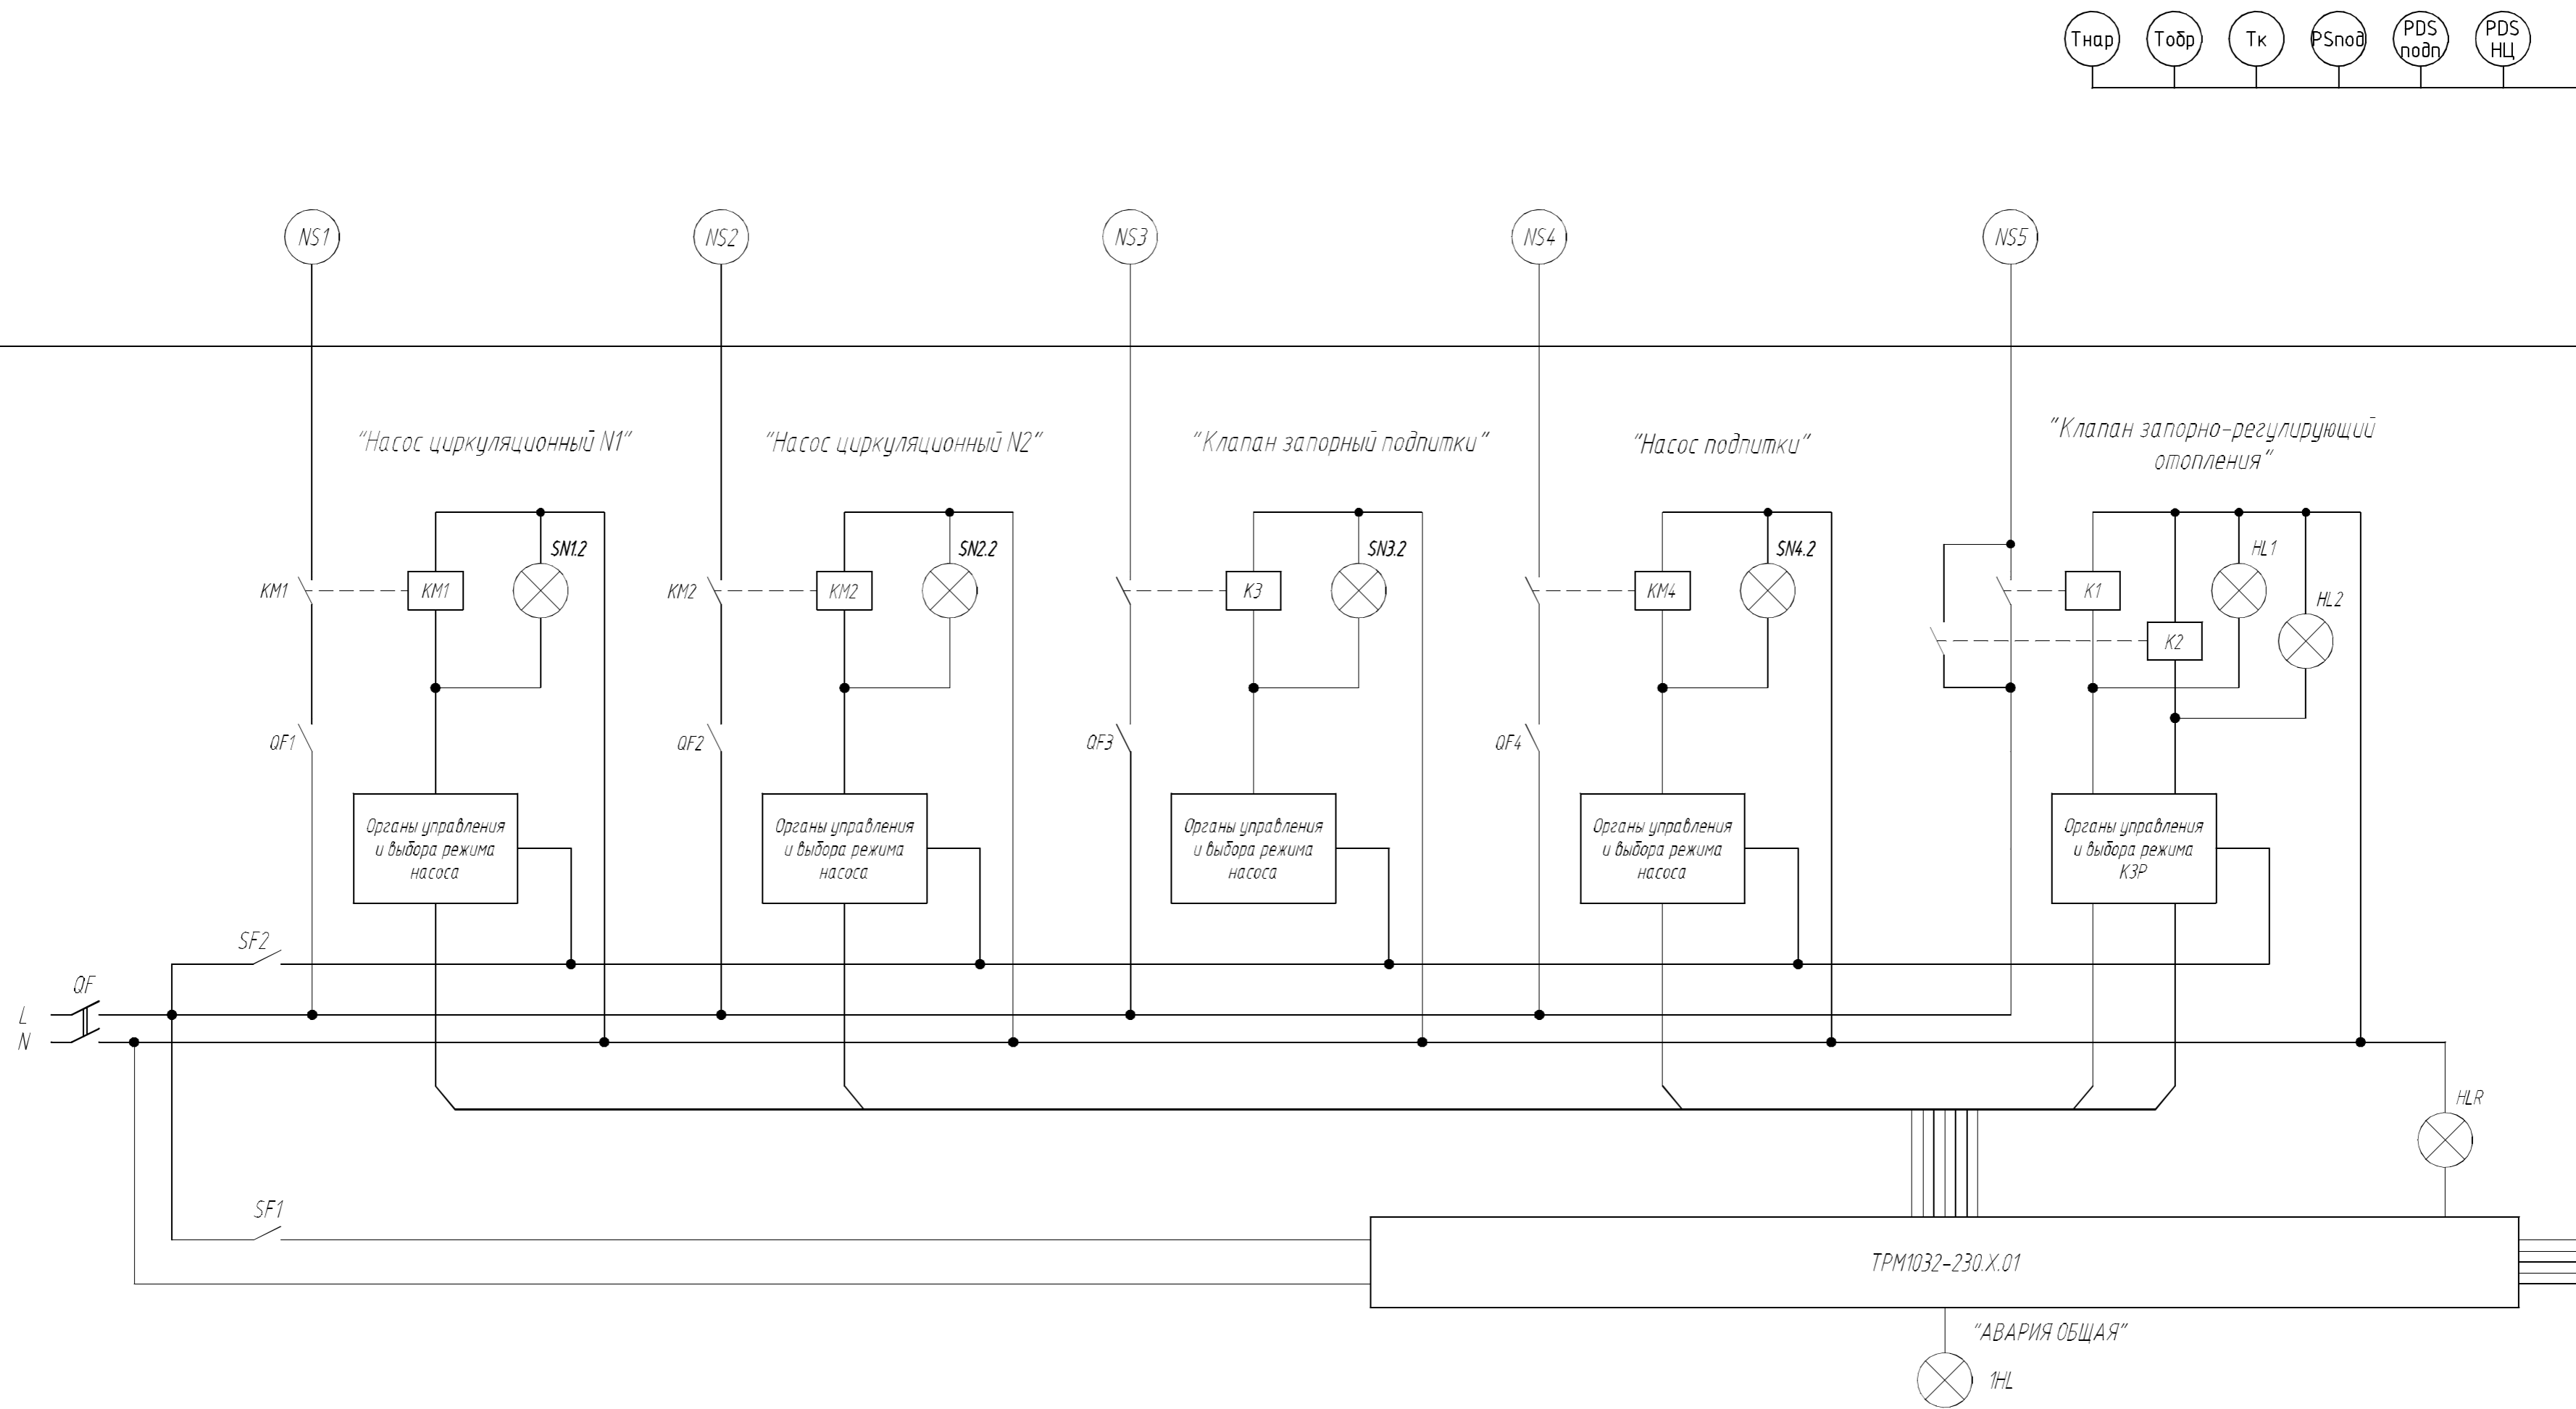 Тнар
Тобр
Тк
PSпод
PDS
подп
PDS
НЦ
NS1
NS2
NS3
NS4
NS5
"Насос циркуляционный N1"
"Насос циркуляционный N2"
"Клапан запорный подпитки"
"Насос подпитки"
"Клапан запорно-регулирующий
отопления"
SN1.2
SN2.2
SN3.2
SN4.2
HL1
KM1
KM1
KM2
KM2
K3
KM4
K1
HL2
K2
QF1
QF2
QF3
QF4
Органы управления
и выбора режима
насоса
Органы управления
и выбора режима
насоса
Органы управления
и выбора режима
насоса
Органы управления
и выбора режима
насоса
Органы управления
и выбора режима
КЗР
SF2
QF
L
N
HLR
SF1
ТРМ1032-230.Х.01
"АВАРИЯ ОБЩАЯ"
1HL